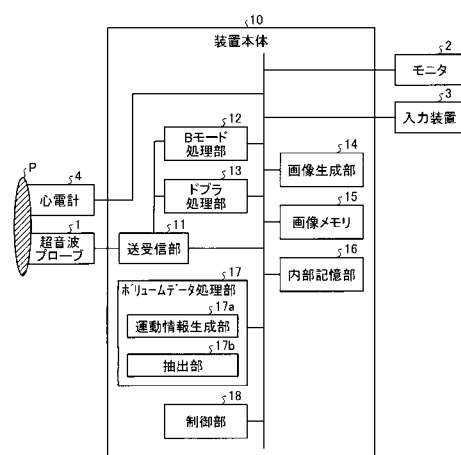 10
装置本体
2
モニタ
3
入力装置
12
Bモード
処理部
14
画像生成部
P
4
心電計
13
ドプラ
処理部
15
画像メモリ
1
超音波
プローブ
11
送受信部
16
内部記憶部
17
ボリュームデータ処理部
17a
運動情報生成部
17b
抽出部
18
制御部